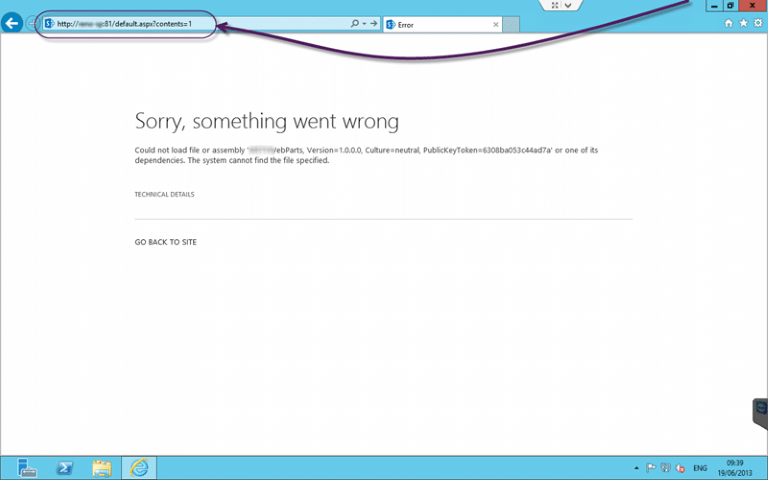 http://:81/default.aspx?contents=1
Error
Sorry, something went wrong
Could not load file or assembly 'ebParts, Version=1.0.0.0, Culture=neutral, PublicKeyToken=6308ba053c44ad7a' or one of its
dependencies. The system cannot find the file specified.
TECHNICAL DETAILS
GO BACK TO SITE
ENG
09:39
19/06/2013